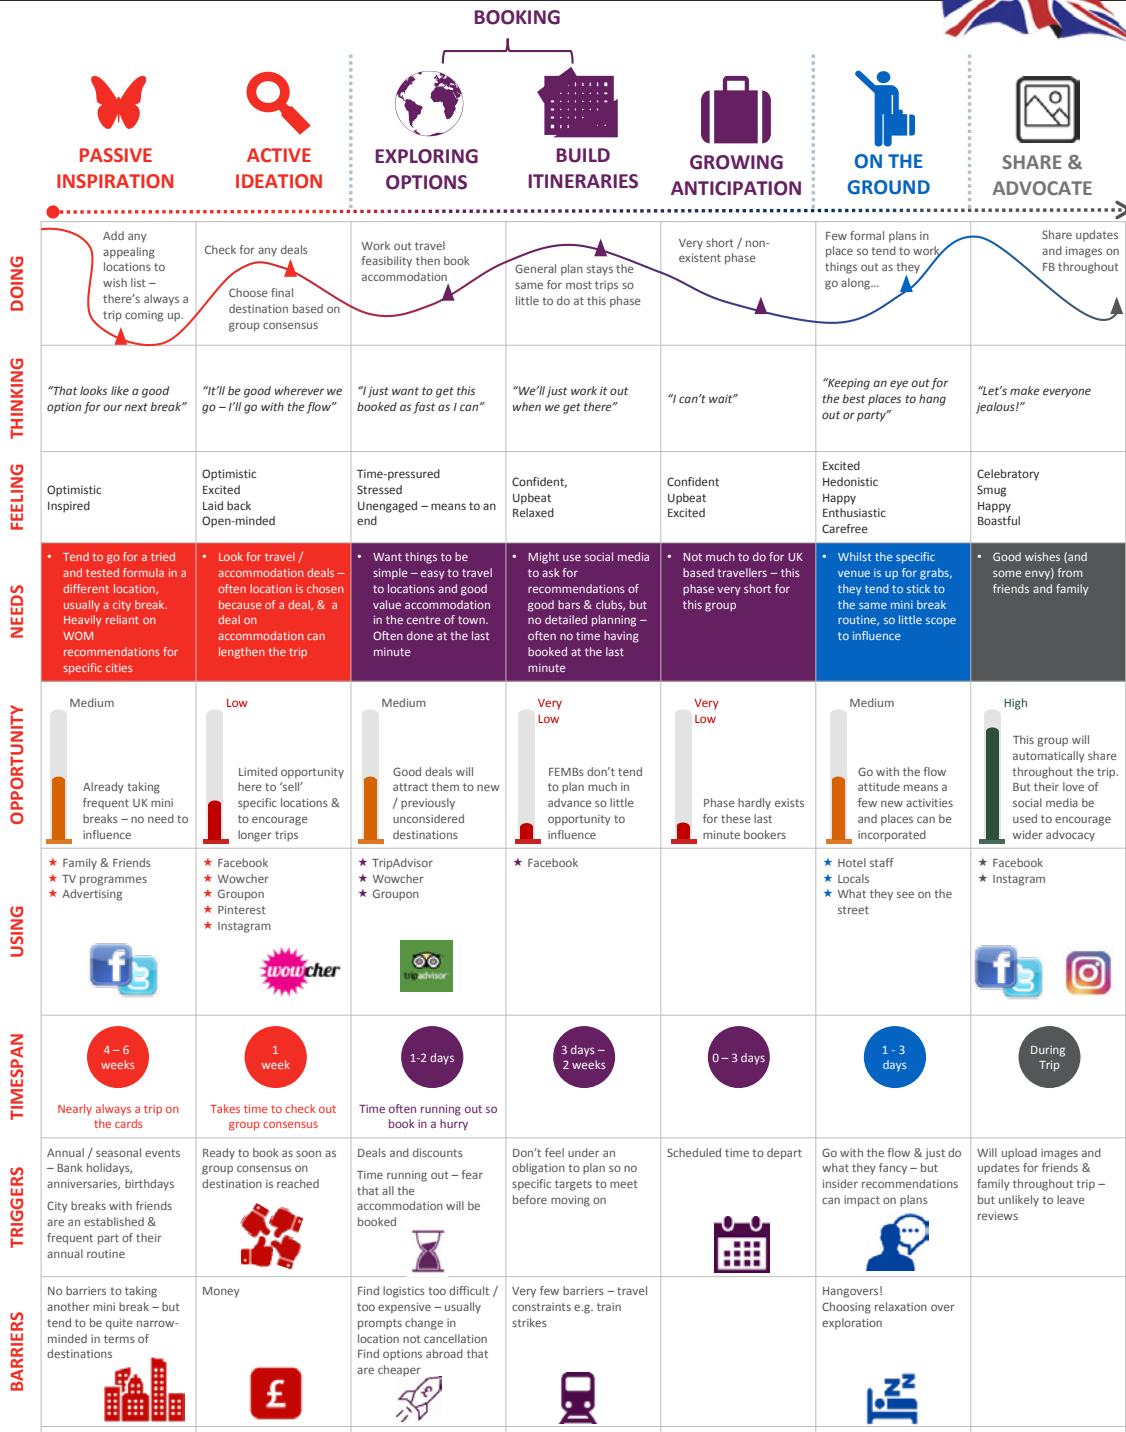 BOOKING
PASSIVE
INSPIRATION
ACTIVE
IDEATION
EXPLORING
OPTIONS
BUILD
ITINERARIES
GROWING
ANTICIPATION
ON THE
GROUND
SHARE &
ADVOCATE
DOING
Add any
appealing
locations to
wish list –
there's always a
trip coming up.
Check for any deals
Choose final
destination based on
group consensus
Work out travel
feasibility then book
accommodation
General plan stays the
same for most trips so
little to do at this phase
Very short / non-
existent phase
Few formal plans in
place so tend to work
things out as they
go along...
Share updates
and images on
FB throughout
THINKING
"That looks like a good
option for our next break"
"It'll be good wherever we
go – I'll go with the flow"
"I just want to get this
booked as fast as I can"
"We'll just work it out
when we get there"
"I can't wait"
"Keeping an eye out for
the best places to hang
out or party"
"Let's make everyone
jealous!"
FEELING
Optimistic
Inspired
Optimistic
Excited
Laid back
Open-minded
Time-pressured
Stressed
Unengaged – means to an
end
Confident,
Upbeat
Relaxed
Confident
Upbeat
Excited
Excited
Hedonistic
Happy
Enthusiastic
Carefree
Celebratory
Smug
Happy
Boastful
NEEDS
• Tend to go for a tried
and tested formula in a
different location,
usually a city break.
Heavily reliant on
WOM
recommendations for
specific cities
• Look for travel /
accommodation deals –
often location is chosen
because of a deal, & a
deal on
accommodation can
lengthen the trip
• Want things to be
simple – easy to travel
to locations and good
value accommodation
in the centre of town.
Often done at the last
minute
• Might use social media
to ask for
recommendations of
good bars & clubs, but
no detailed planning –
often no time having
booked at the last
minute
• Not much to do for UK
based travellers – this
phase very short for
this group
• Whilst the specific
venue is up for grabs,
they tend to stick to
the same mini break
routine, so little scope
to influence
• Good wishes (and
some envy) from
friends and family
OPPORTUNITY
Medium
Already taking
frequent UK mini
breaks – no need to
influence
Low
Limited opportunity
here to 'sell'
specific locations &
to encourage
longer trips
Medium
Good deals will
attract them to new
/ previously
unconsidered
destinations
Very
Low
FEMBs don't tend
to plan much in
advance so little
opportunity to
influence
Very
Low
Phase hardly exists
for these last
minute bookers
Medium
Go with the flow
attitude means a
few new activities
and places can be
incorporated
High
This group will
automatically share
throughout the trip.
But their love of
social media be
used to encourage
wider advocacy
USING
★ Family & Friends
★ TV programmes
★ Advertising
★ Facebook
★ Wowcher
★ Groupon
★ Pinterest
★ Instagram
wowcher
★ TripAdvisor
★ Wowcher
★ Groupon
tripadvisor
★ Facebook
★ Hotel staff
★ Locals
★ What they see on the
street
★ Facebook
★ Instagram
TIMESPAN
4 – 6
weeks
Nearly always a trip on
the cards
1
week
Takes time to check out
group consensus
1-2 days
Time often running out so
book in a hurry
3 days –
2 weeks
0 – 3 days
1 - 3
days
During
Trip
TRIGGERS
Annual / seasonal events
– Bank holidays,
anniversaries, birthdays
City breaks with friends
are an established &
frequent part of their
annual routine
Ready to book as soon as
group consensus on
destination is reached
Deals and discounts
Time running out – fear
that all the
accommodation will be
booked
Don't feel under an
obligation to plan so no
specific targets to meet
before moving on
Scheduled time to depart
Go with the flow & just do
what they fancy – but
insider recommendations
can impact on plans
Will upload images and
updates for friends &
family throughout trip –
but unlikely to leave
reviews
BARRIERS
No barriers to taking
another mini break – but
tend to be quite narrow-
minded in terms of
destinations
Money
£
Find logistics too difficult /
too expensive – usually
prompts change in
location not cancellation
Find options abroad that
are cheaper
£
Very few barriers – travel
constraints e.g. train
strikes
Hangovers!
Choosing relaxation over
exploration
zzz